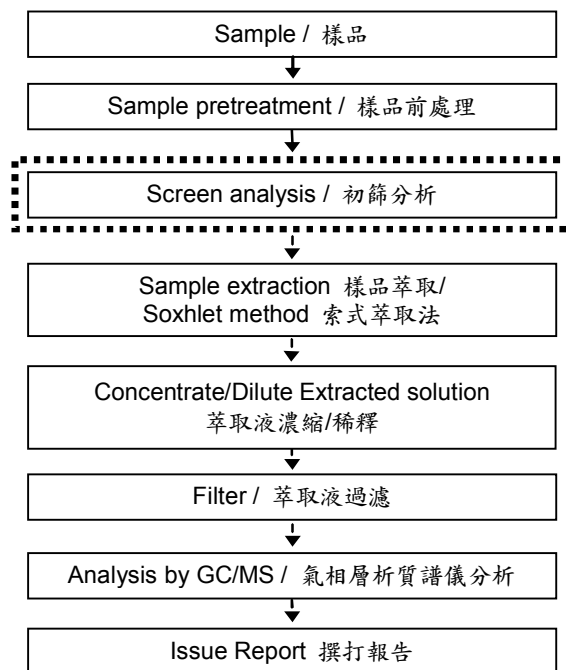 Sample / 樣品
Sample pretreatment / 樣品前處理
Screen analysis / 初篩分析
Sample extraction 樣品萃取/
Soxhlet method 索式萃取法
Concentrate/Dilute Extracted solution
萃取液濃縮/稀釋
Filter / 萃取液過濾
Analysis by GC/MS / 氣相層析質譜儀分析
Issue Report 撰打報告